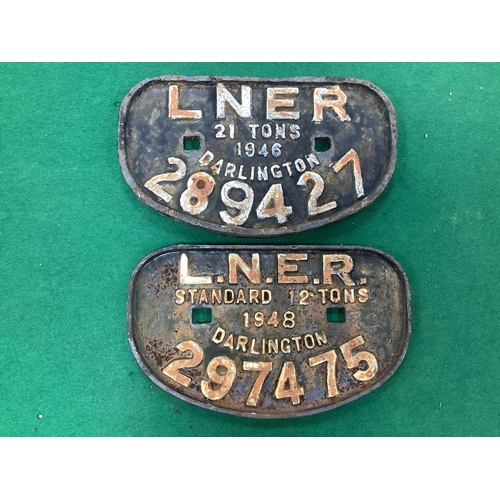 LNER
21 TONS
1946
DARLINGTON
289427
L.N.E.R.
STANDARD 12 TONS
1948
DARLINGTON
297475